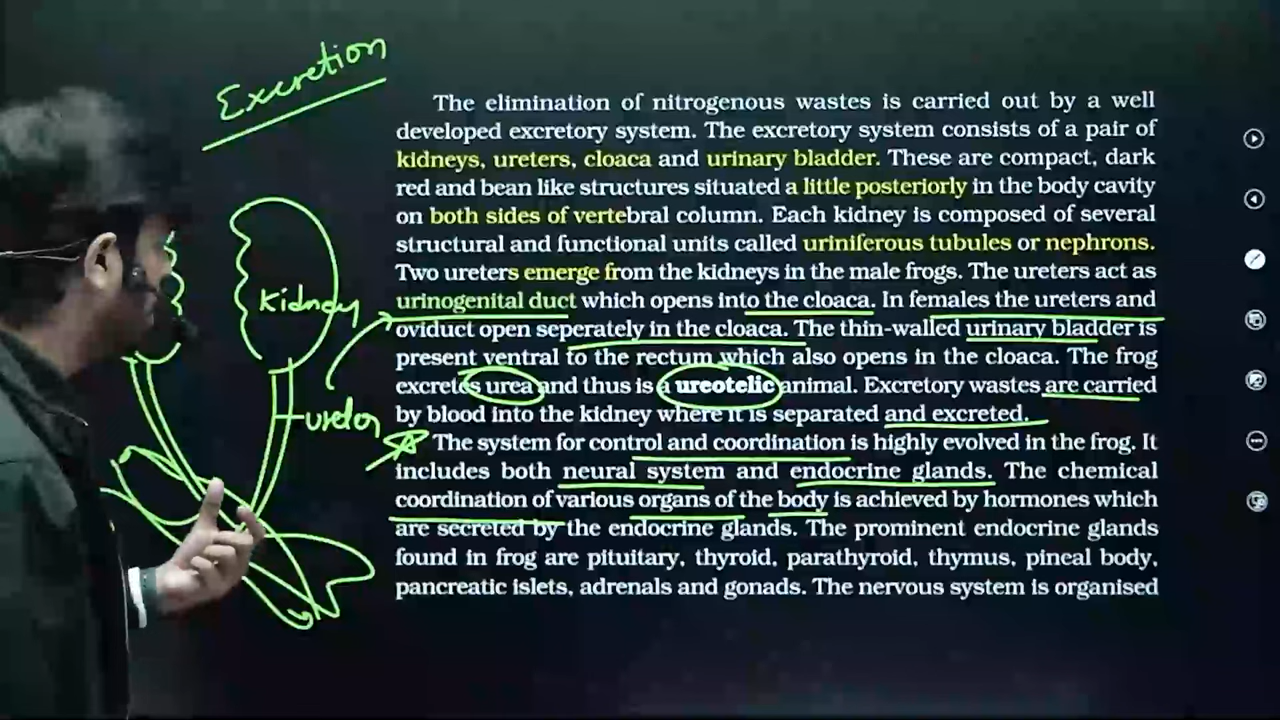 Excretion
The elimination of nitrogenous wastes is carried out by a well
developed excretory system. The excretory system consists of a pair of
kidneys, ureters, cloaca and urinary bladder. These are compact, dark
red and bean like structures situated a little posteriorly in the body cavity
on both sides of vertebral column. Each kidney is composed of several
structural and functional units called uriniferous tubules or nephrons.
Two ureters emerge from the kidneys in the male frogs. The ureters act as
urinogenital duct which opens into the cloaca. In females the ureters and
oviduct open seperately in the cloaca. The thin-walled urinary bladder is
present ventral to the rectum which also opens in the cloaca. The frog
excretes urea and thus is a ureotelic animal. Excretory wastes are carried
by blood into the kidney where it is separated and excreted.
The system for control and coordination is highly evolved in the frog. It
includes both neural system and endocrine glands. The chemical
coordination of various organs of the body is achieved by hormones which
are secreted by the endocrine glands. The prominent endocrine glands
found in frog are pituitary, thyroid, parathyroid, thymus, pineal body,
pancreatic islets, adrenals and gonads. The nervous system is organised
Kidney